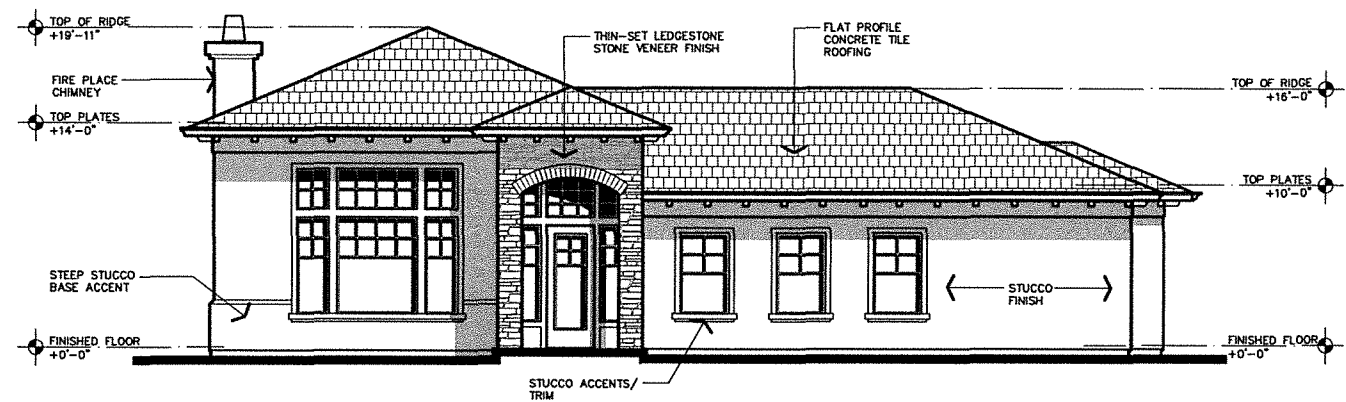 TOP OF RIDGE
+19'-11"
FIRE PLACE
CHIMNEY
TOP PLATES
+14'-0"
THIN-SET LEDGESTONE
STONE VENEER FINISH
FLAT PROFILE
CONCRETE TILE
ROOFING
TOP OF RIDGE
+16'-0"
TOP PLATES
+10'-0"
STEEP STUCCO
BASE ACCENT
STUCCO
FINISH
FINISHED FLOOR
+0'-0"
FINISHED FLOOR
+0'-0"
STUCCO ACCENTS/
TRIM